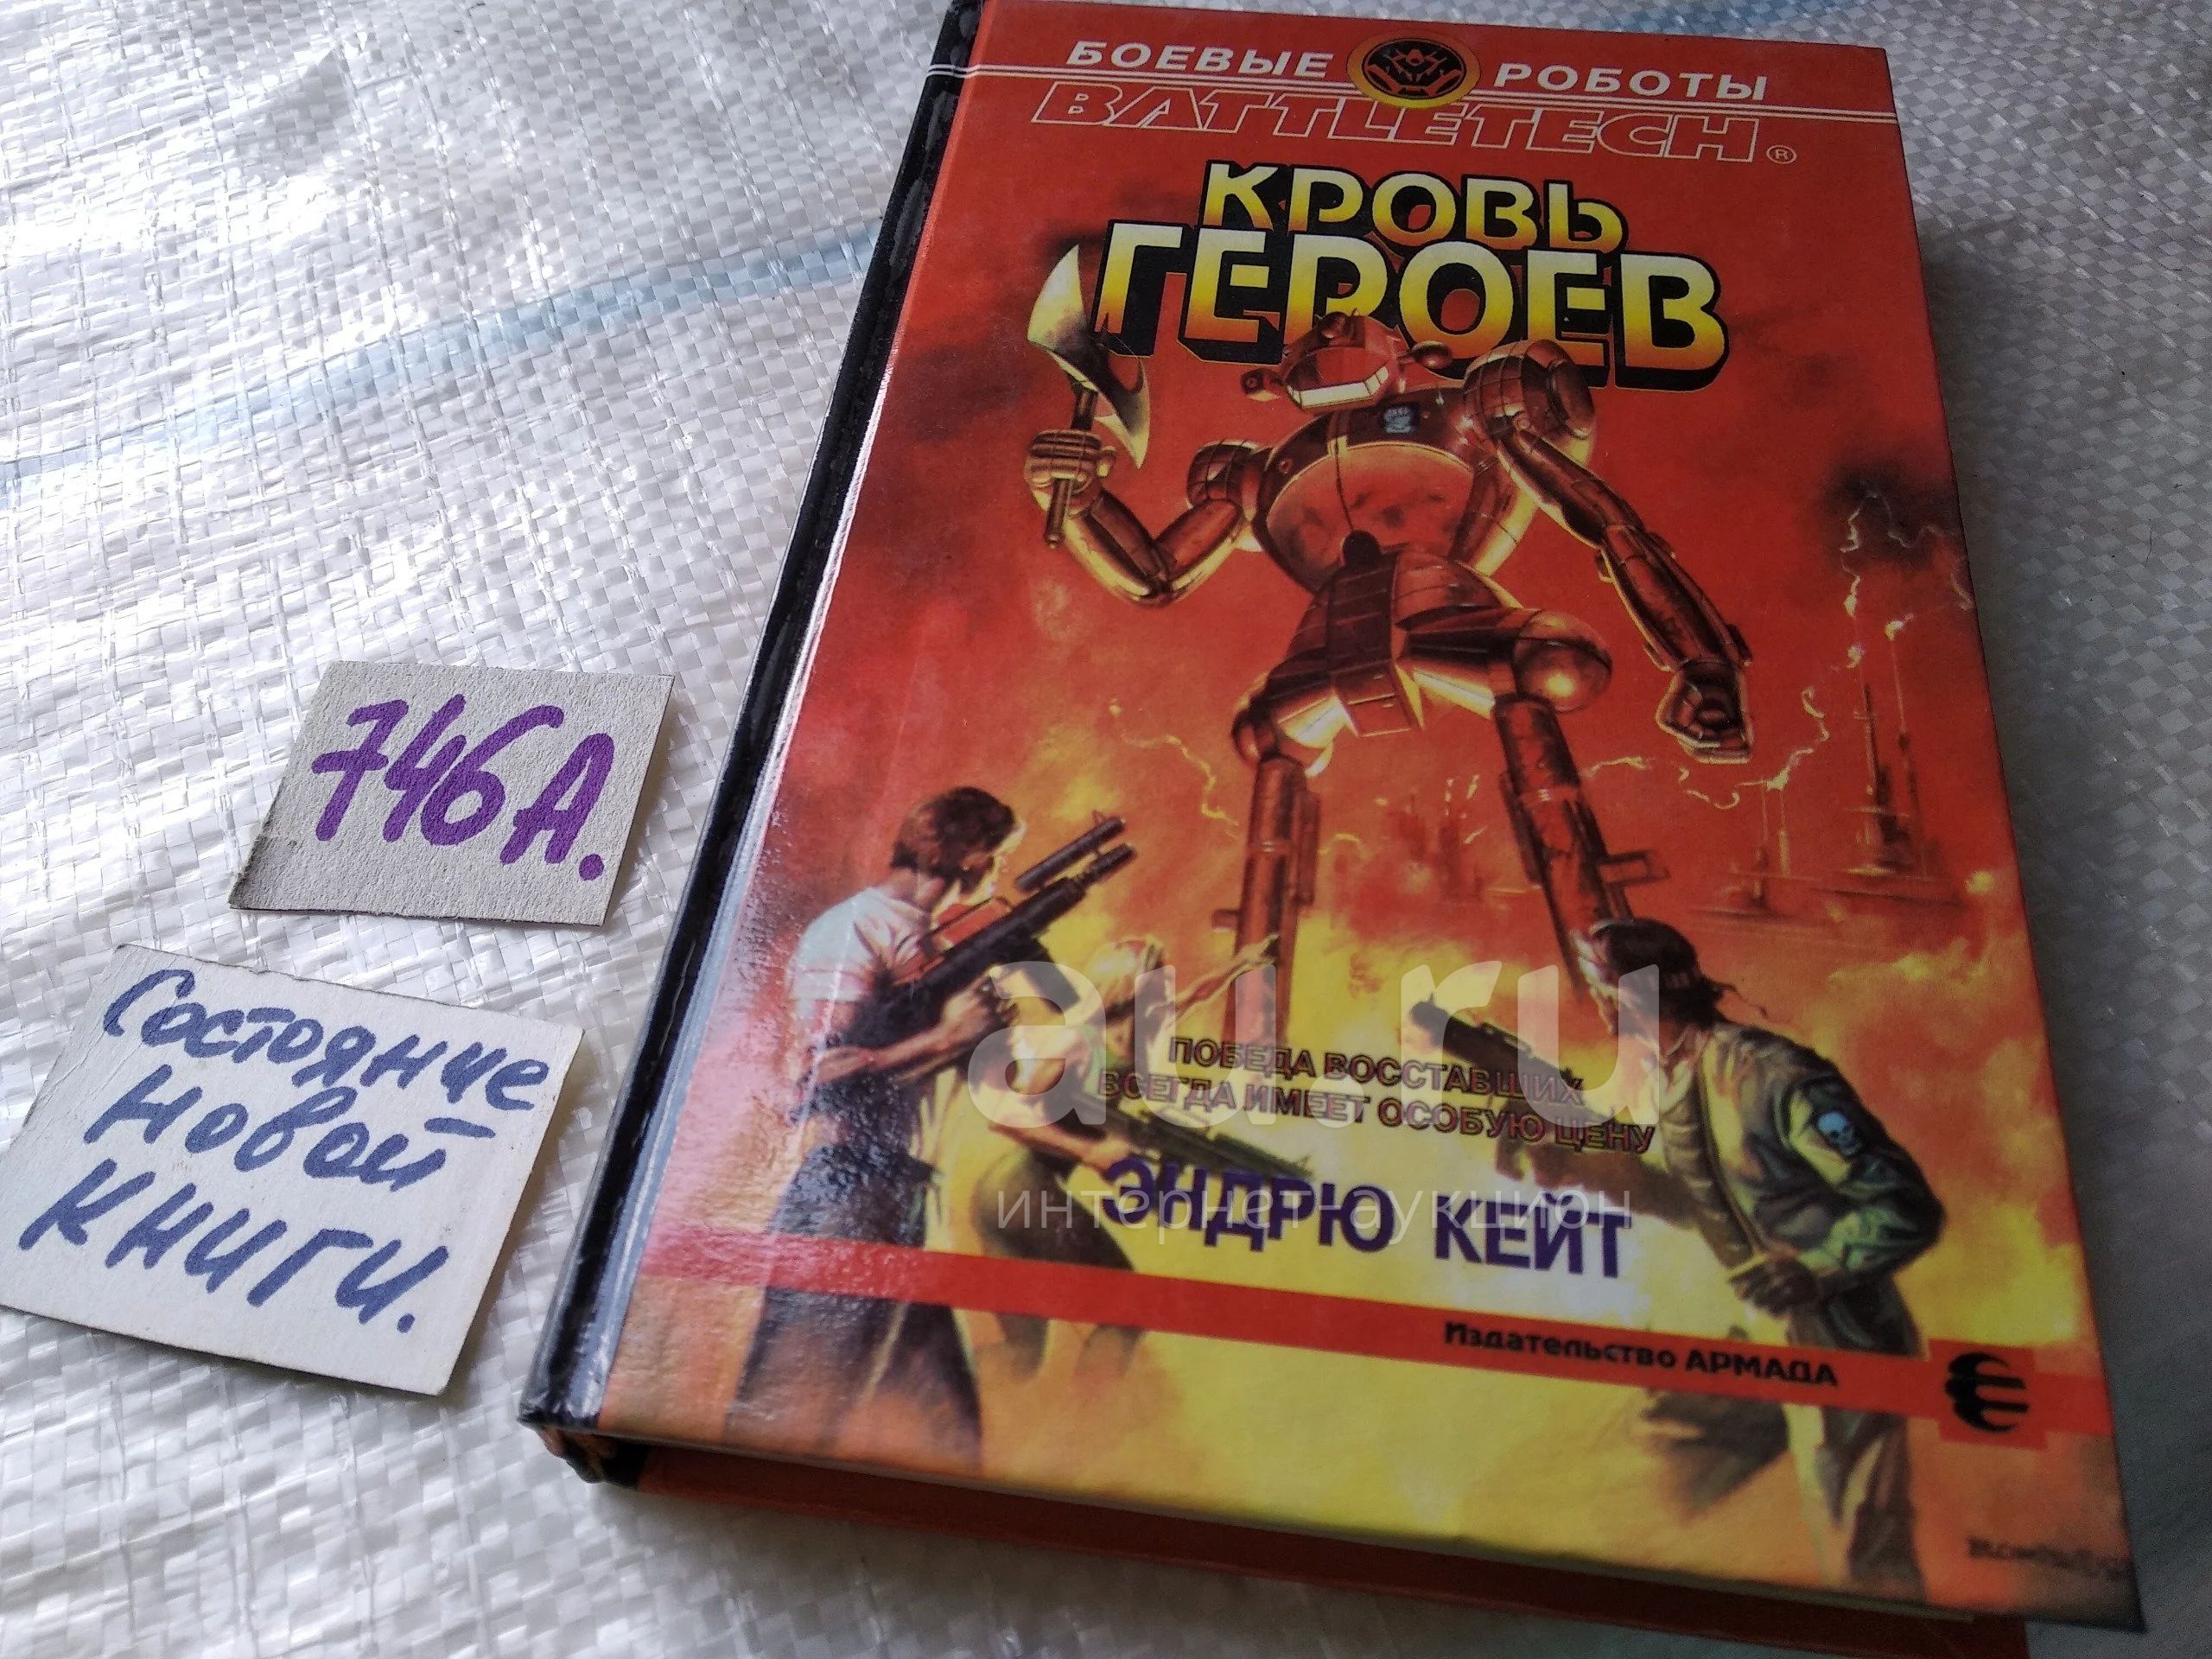 БОЕВЫЕ РОБОТЫ
BATTLETECH®
КРОВЬ
ГЕРОЕВ
746А.
Состояние
новой
книги.
au.ru
интернет-аукцион
ПОБЕДА ВОССТАВШИХ
ВСЕГДА ИМЕЕТ ОСОБУЮ ЦЕНУ
ЭНДРЮ КЕЙТ
Издательство АРМАДА